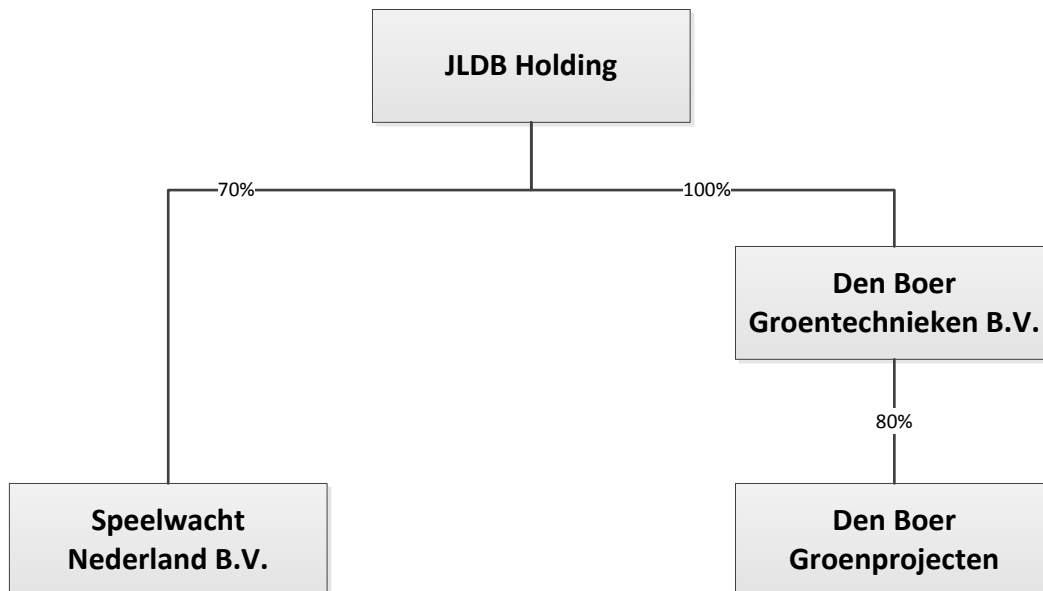 JLDB Holding
70%
100%
Den Boer
Groentechnieken B.V.
80%
Speelwacht
Nederland B.V.
Den Boer
Groenprojecten